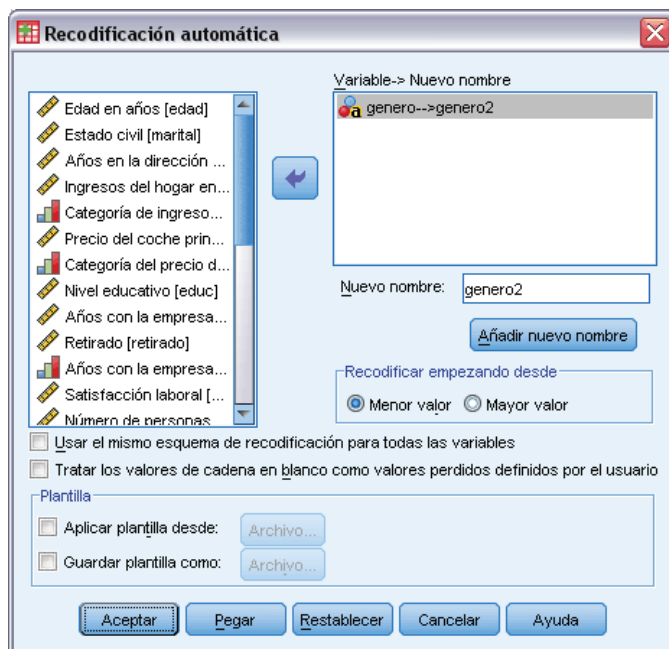 Recodificación automática
Variable-> Nuevo nombre
Edad en años [edad]
Estado civil [marital]
Años en la dirección ...
Ingresos del hogar en...
Categoría de ingreso...
Precio del coche prin...
Categoría del precio d...
Nivel educativo [educ]
Años con la empresa...
Retirado [retirado]
Años con la empresa...
Satisfacción laboral [...
Número de personas
a genero-->genero2
Nuevo nombre: genero2
Añadir nuevo nombre
Recodificar empezando desde
Menor valor Mayor valor
Usar el mismo esquema de recodificación para todas las variables
Tratar los valores de cadena en blanco como valores perdidos definidos por el usuario
Plantilla
Aplicar plantilla desde: Archivo...
Guardar plantilla como: Archivo...
Aceptar Pegar Restablecer Cancelar Ayuda